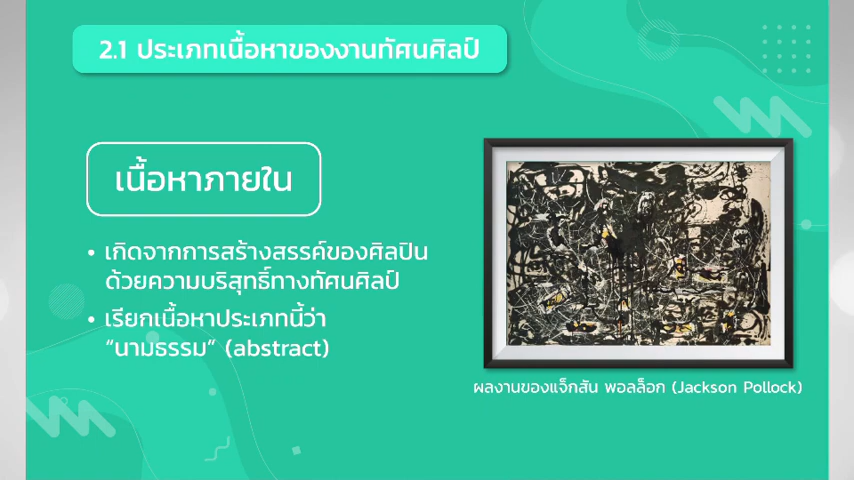 2.1 ประเภทเนื้อหาของงานทัศนศิลป์
เนื้อหาภายใน
• เกิดจากการสร้างสรรค์ของศิลปิน
ด้วยความบริสุทธิ์ทางทัศนศิลป์
• เรียกเนื้อหาประเภทนี้ว่า
“นามธรรม” (abstract)
ผลงานของแจ็กสัน พอลล็อก (Jackson Pollock)